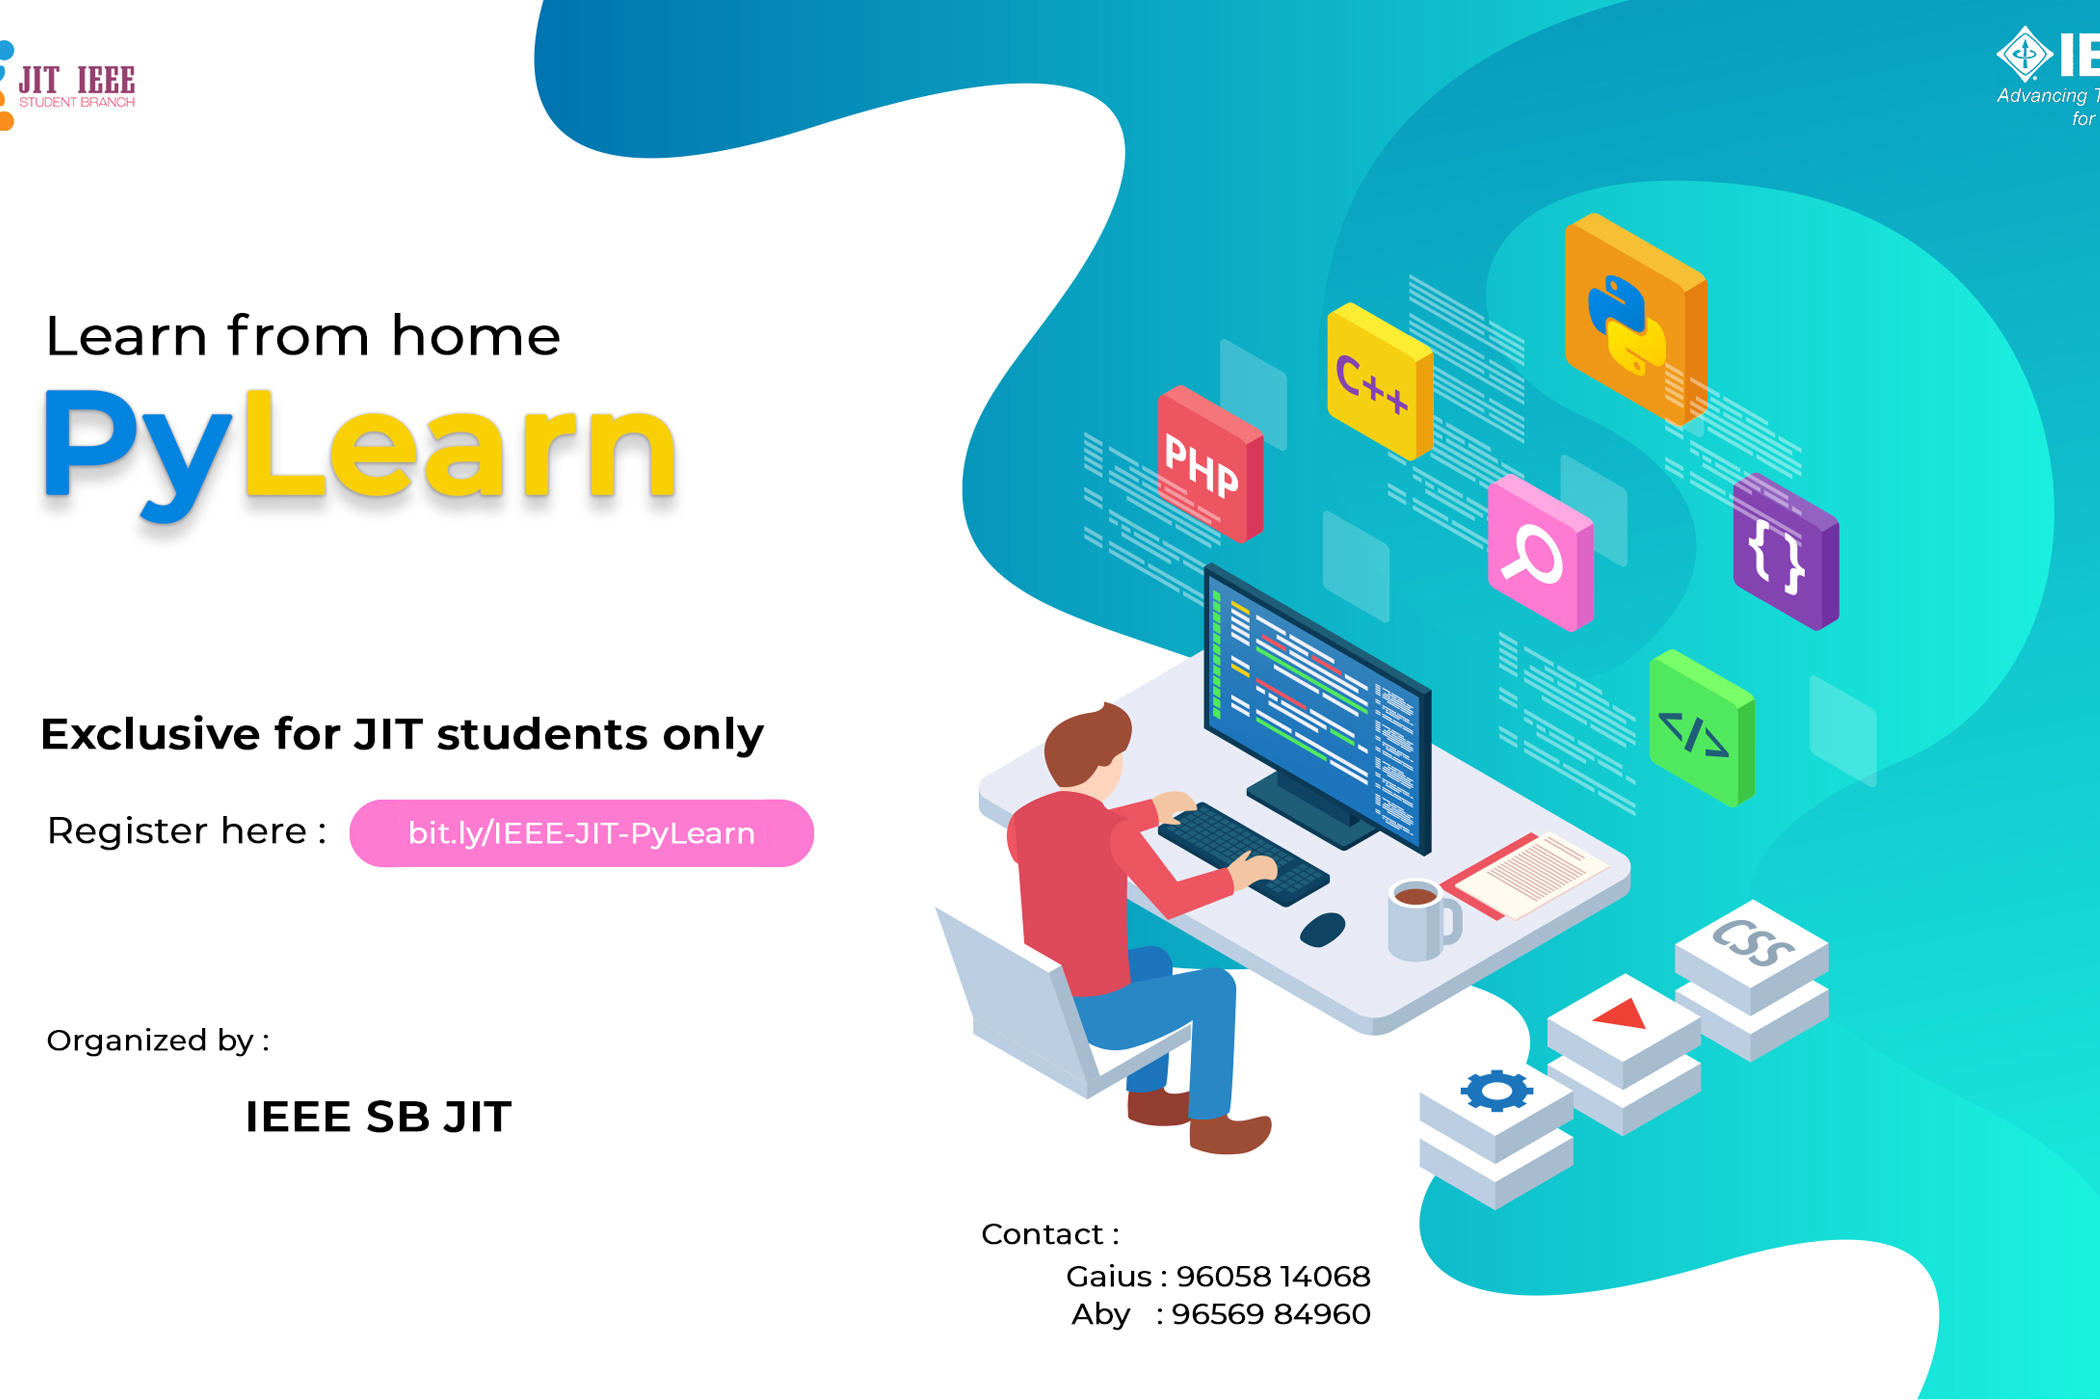 JIT IEEE
STUDENT BRANCH
Advancing
for
Learn from home
PyLearn
Exclusive for JIT students only
Register here :
bit.ly/IEEE-JIT-PyLearn
Organized by :
IEEE SB JIT
PHP
C++
{}
</>
CSS
Contact :
Gaius : 96058 14068
Aby : 96569 84960